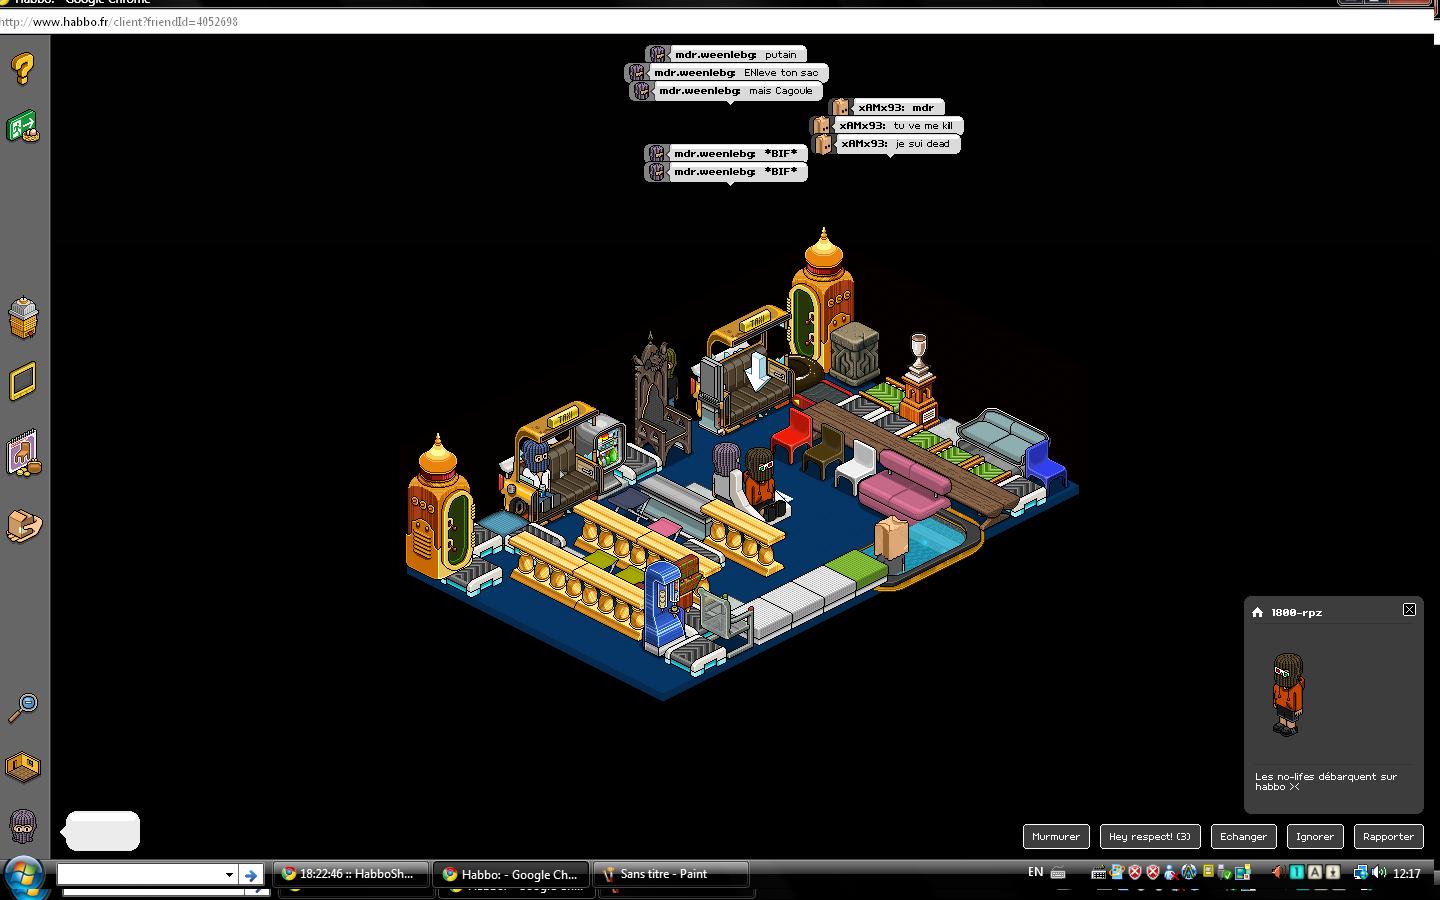 Habbo: - Google Chrome
http://www.habbo.fr/client?friendId=4052698
mdr.weenlebg: putain
mdr.weenlebg: ENleve ton sac
mdr.weenlebg: mais Cagoule
xAMx93: mdr
xAMx93: tu ve me kill
xAMx93: je sui dead
mdr.weenlebg: *BIF*
mdr.weenlebg: *BIF*
TAXI
TAXI
1800-rpz
Les no-lifes débarquent sur
habbo X
Murmurer
Hey respect! (3)
Echanger
Ignorer
Rapporter
18:22:46 :: HabboSh...
Habbo: - Google Ch...
Sans titre - Paint
EN
12:17